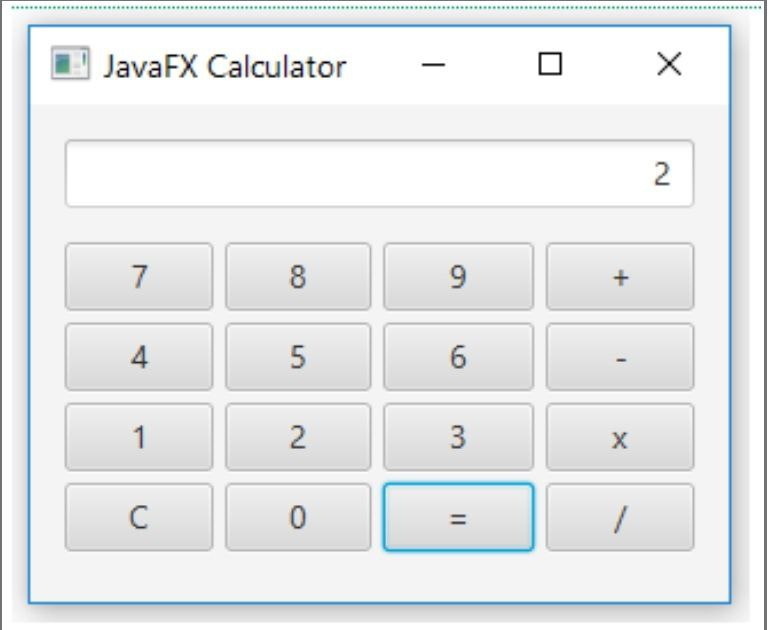 JavaFX Calculator
2
7 8 9 +
4 5 6 -
1 2 3 x
C 0 = /